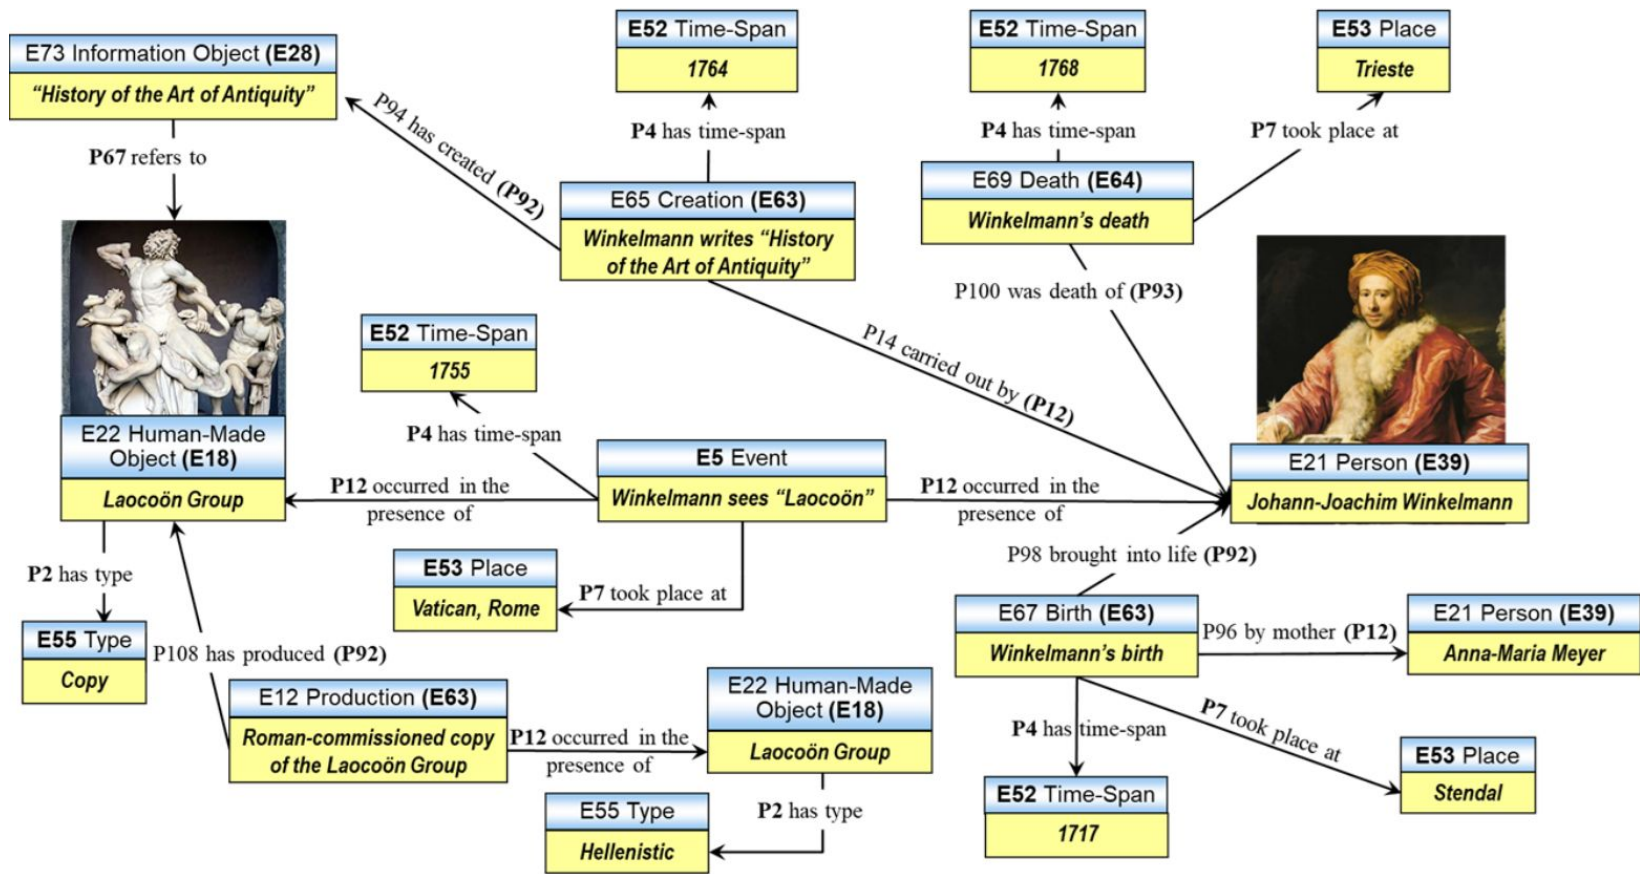 E73 Information Object (E28)
“History of the Art of Antiquity”
E52 Time-Span
1764
E52 Time-Span
1768
E53 Place
Trieste
P94 has created (P92)
P4 has time-span
P4 has time-span
P7 took place at
P67 refers to
E65 Creation (E63)
Winkelmann writes “History
of the Art of Antiquity”
E69 Death (E64)
Winkelmann’s death
P100 was death of (P93)
P14 carried out by (P12)
E52 Time-Span
1755
P4 has time-span
E22 Human-Made
Object (E18)
Laocoön Group
P12 occurred in the
presence of
E5 Event
Winkelmann sees “Laocoön”
P12 occurred in the
presence of
E21 Person (E39)
Johann-Joachim Winkelmann
P2 has type
E53 Place
Vatican, Rome
P7 took place at
P98 brought into life (P92)
E55 Type
Copy
P108 has produced (P92)
E67 Birth (E63)
Winkelmann’s birth
P96 by mother (P12)
E21 Person (E39)
Anna-Maria Meyer
E12 Production (E63)
Roman-commissioned copy
of the Laocoön Group
P12 occurred in the
presence of
E22 Human-Made
Object (E18)
Laocoön Group
P4 has time-span
P7 took place at
E55 Type
Hellenistic
P2 has type
E52 Time-Span
1717
E53 Place
Stendal